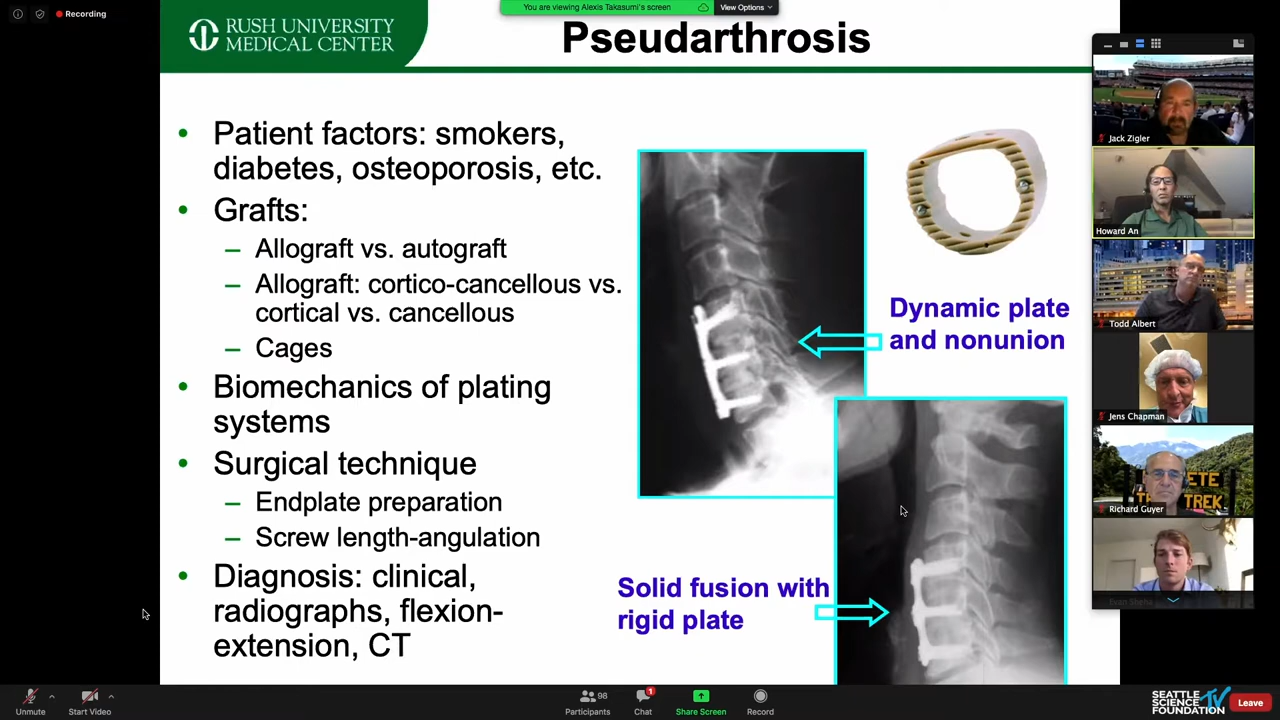 Recording
You are viewing Alexis Takasumi's screen
View Options
RUSH UNIVERSITY
MEDICAL CENTER
Pseudarthrosis
• Patient factors: smokers,
diabetes, osteoporosis, etc.
• Grafts:
– Allograft vs. autograft
– Allograft: cortico-cancellous vs.
cortical vs. cancellous
– Cages
• Biomechanics of plating
systems
• Surgical technique
– Endplate preparation
– Screw length-angulation
• Diagnosis: clinical,
radiographs, flexion-
extension, CT
Dynamic plate
and nonunion
Solid fusion with
rigid plate
Jack Zigler
Howard An
Todd Albert
Jens Chapman
ETE
TREK
Richard Guyer
Unmute
Start Video
98
Participants
1
Chat
Share Screen
Record
SEATTLE
SCIENCE
FOUNDATION
TV
Leave